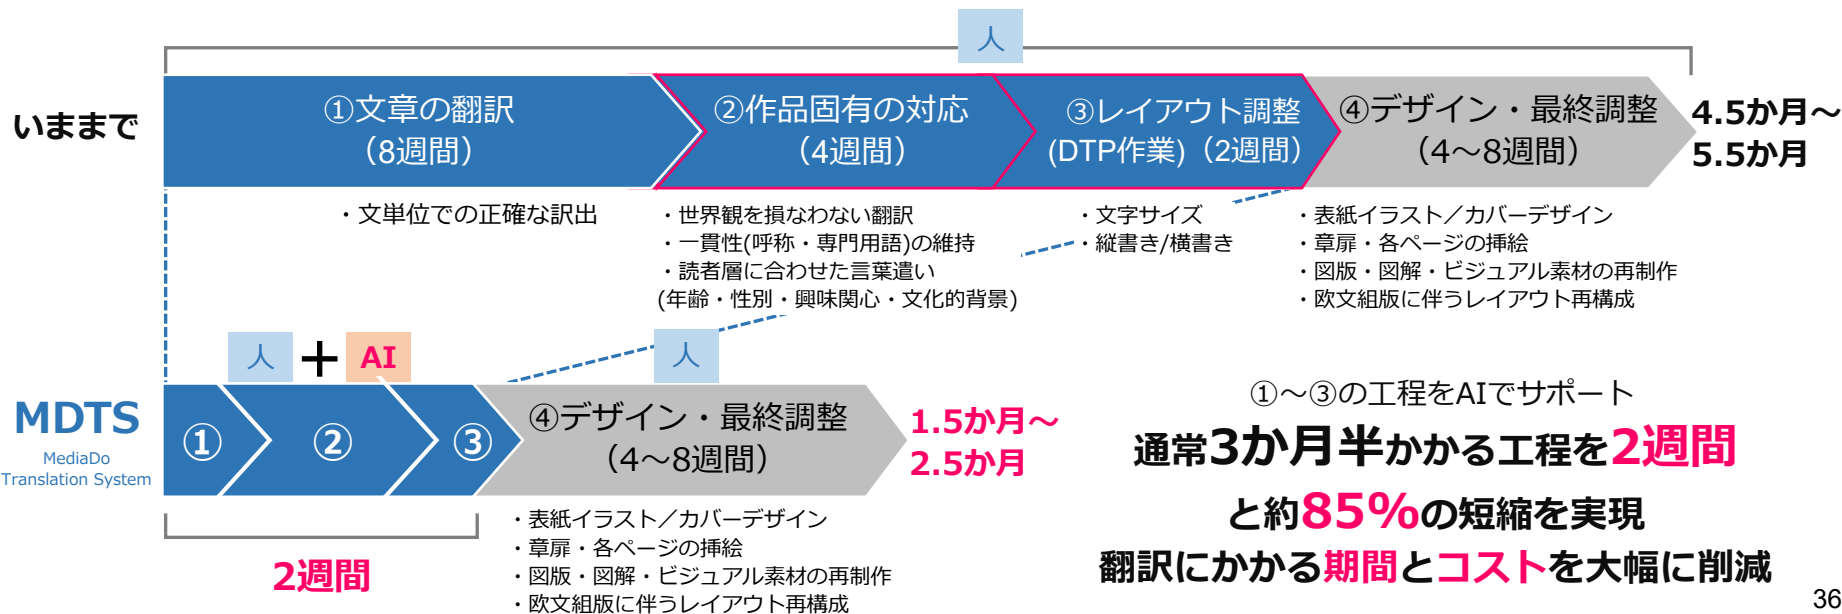 人
いままで
①文章の翻訳
（8週間）
②作品固有の対応
（4週間）
③レイアウト調整
(DTP作業)（2週間）
④デザイン・最終調整
（4～8週間）
4.5か月～
5.5か月
・文単位での正確な訳出
・世界観を損なわない翻訳
・一貫性(呼称・専門用語)の維持
・読者層に合わせた言葉遣い
(年齢・性別・興味関心・文化的背景)
・文字サイズ
・縦書き/横書き
・表紙イラスト／カバーデザイン
・章扉・各ページの挿絵
・図版・図解・ビジュアル素材の再制作
・欧文組版に伴うレイアウト再構成
人＋AI
人
MDTS
MediaDo
Translation System
①
②
③
④デザイン・最終調整
（4～8週間）
1.5か月～
2.5か月
2週間
・表紙イラスト／カバーデザイン
・章扉・各ページの挿絵
・図版・図解・ビジュアル素材の再制作
・欧文組版に伴うレイアウト再構成
①～③の工程をAIでサポート
通常3か月半かかる工程を2週間
と約85%の短縮を実現
翻訳にかかる期間とコストを大幅に削減
36